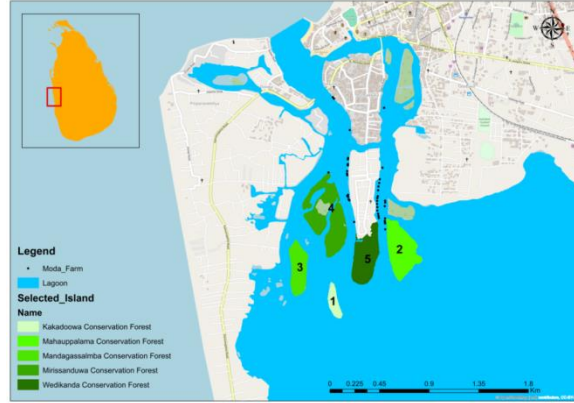 N
W E
S
4
2
3
5
1
Legend
Moda_Farm
Lagoon
Selected_Island
Name
Kakadoowa Conservation Forest
Mahauppalama Conservation Forest
Mandagassalmba Conservation Forest
Mirissanduwa Conservation Forest
Wedikanda Conservation Forest
0 0.225 0.45 0.9 1.35 1.8
Km